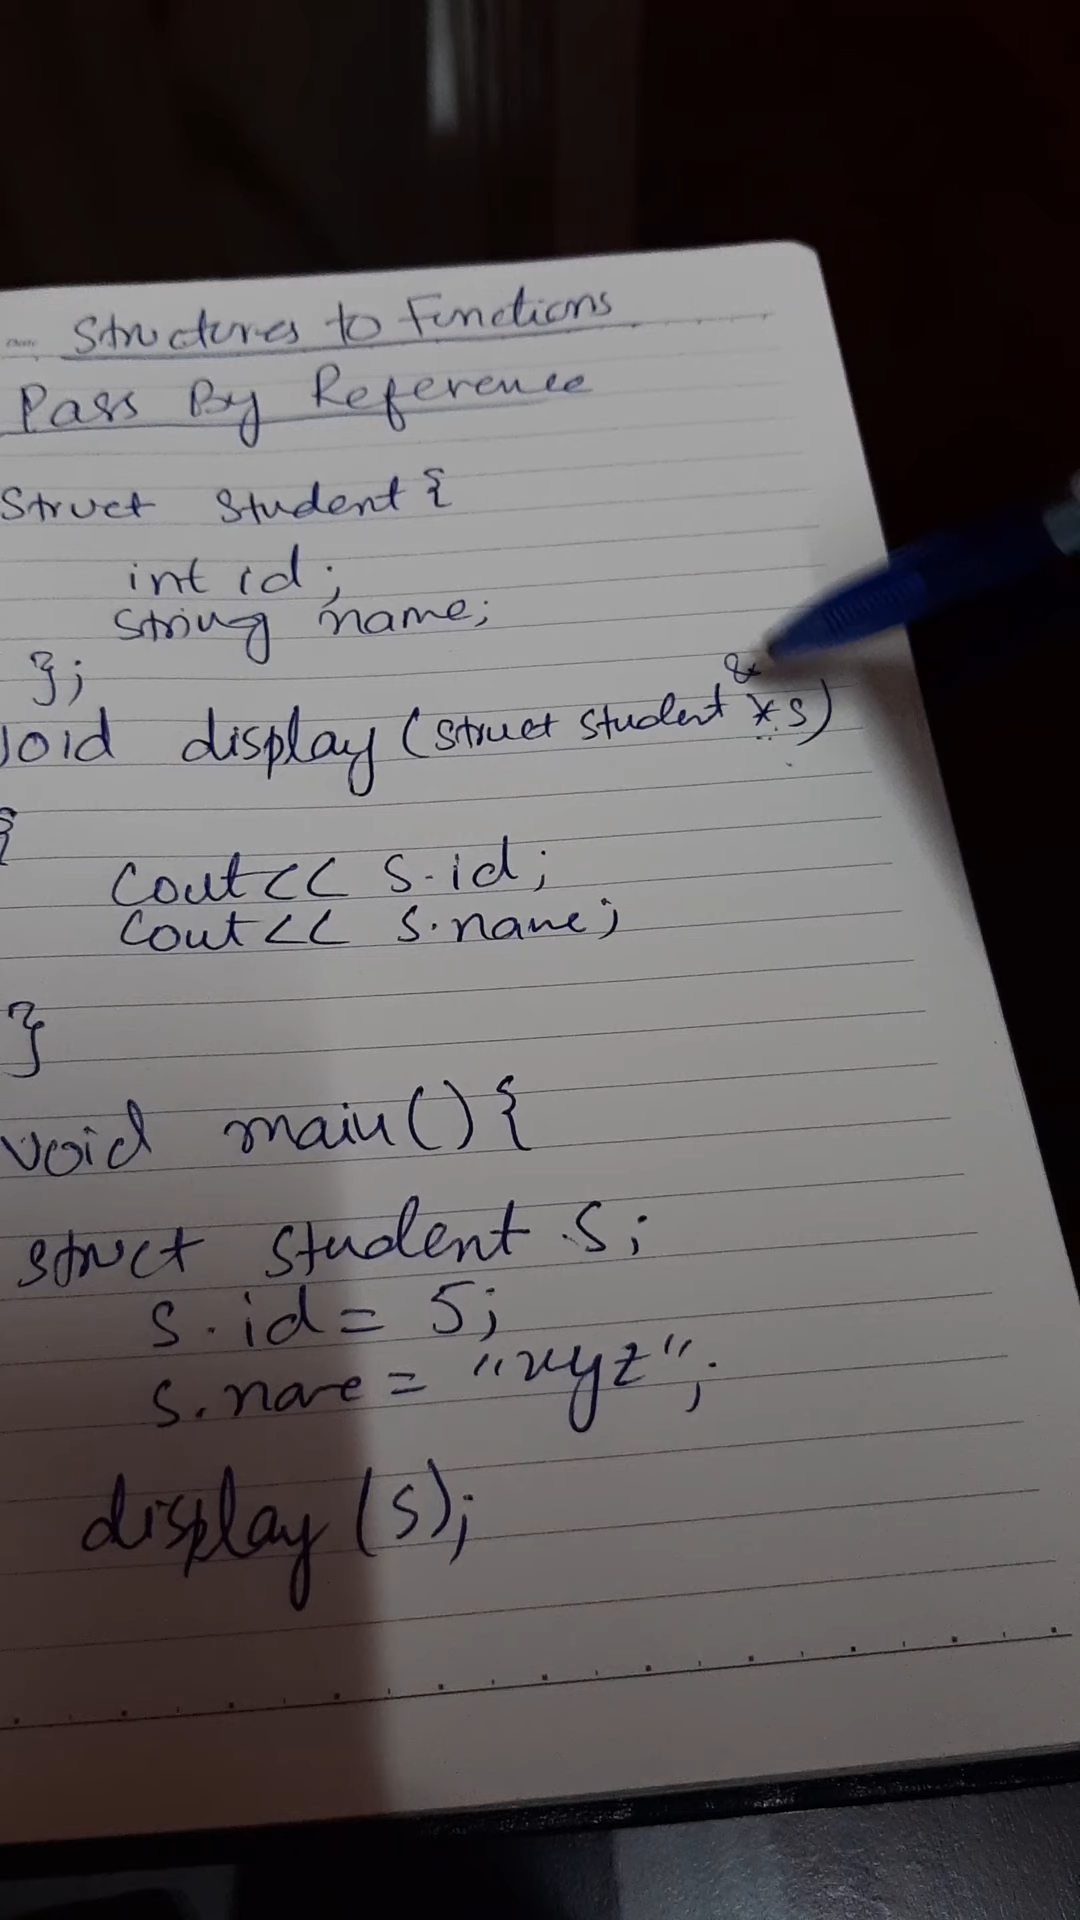 Structures to Functions
Pass By Reference
Struct Student {
int id;
String name;
};
void display (struct student &
*s)
{
Cout << s.id;
Cout << s.name;
}
void main() {
struct student s;
s.id = 5;
s.name = "xyz";
display (s);